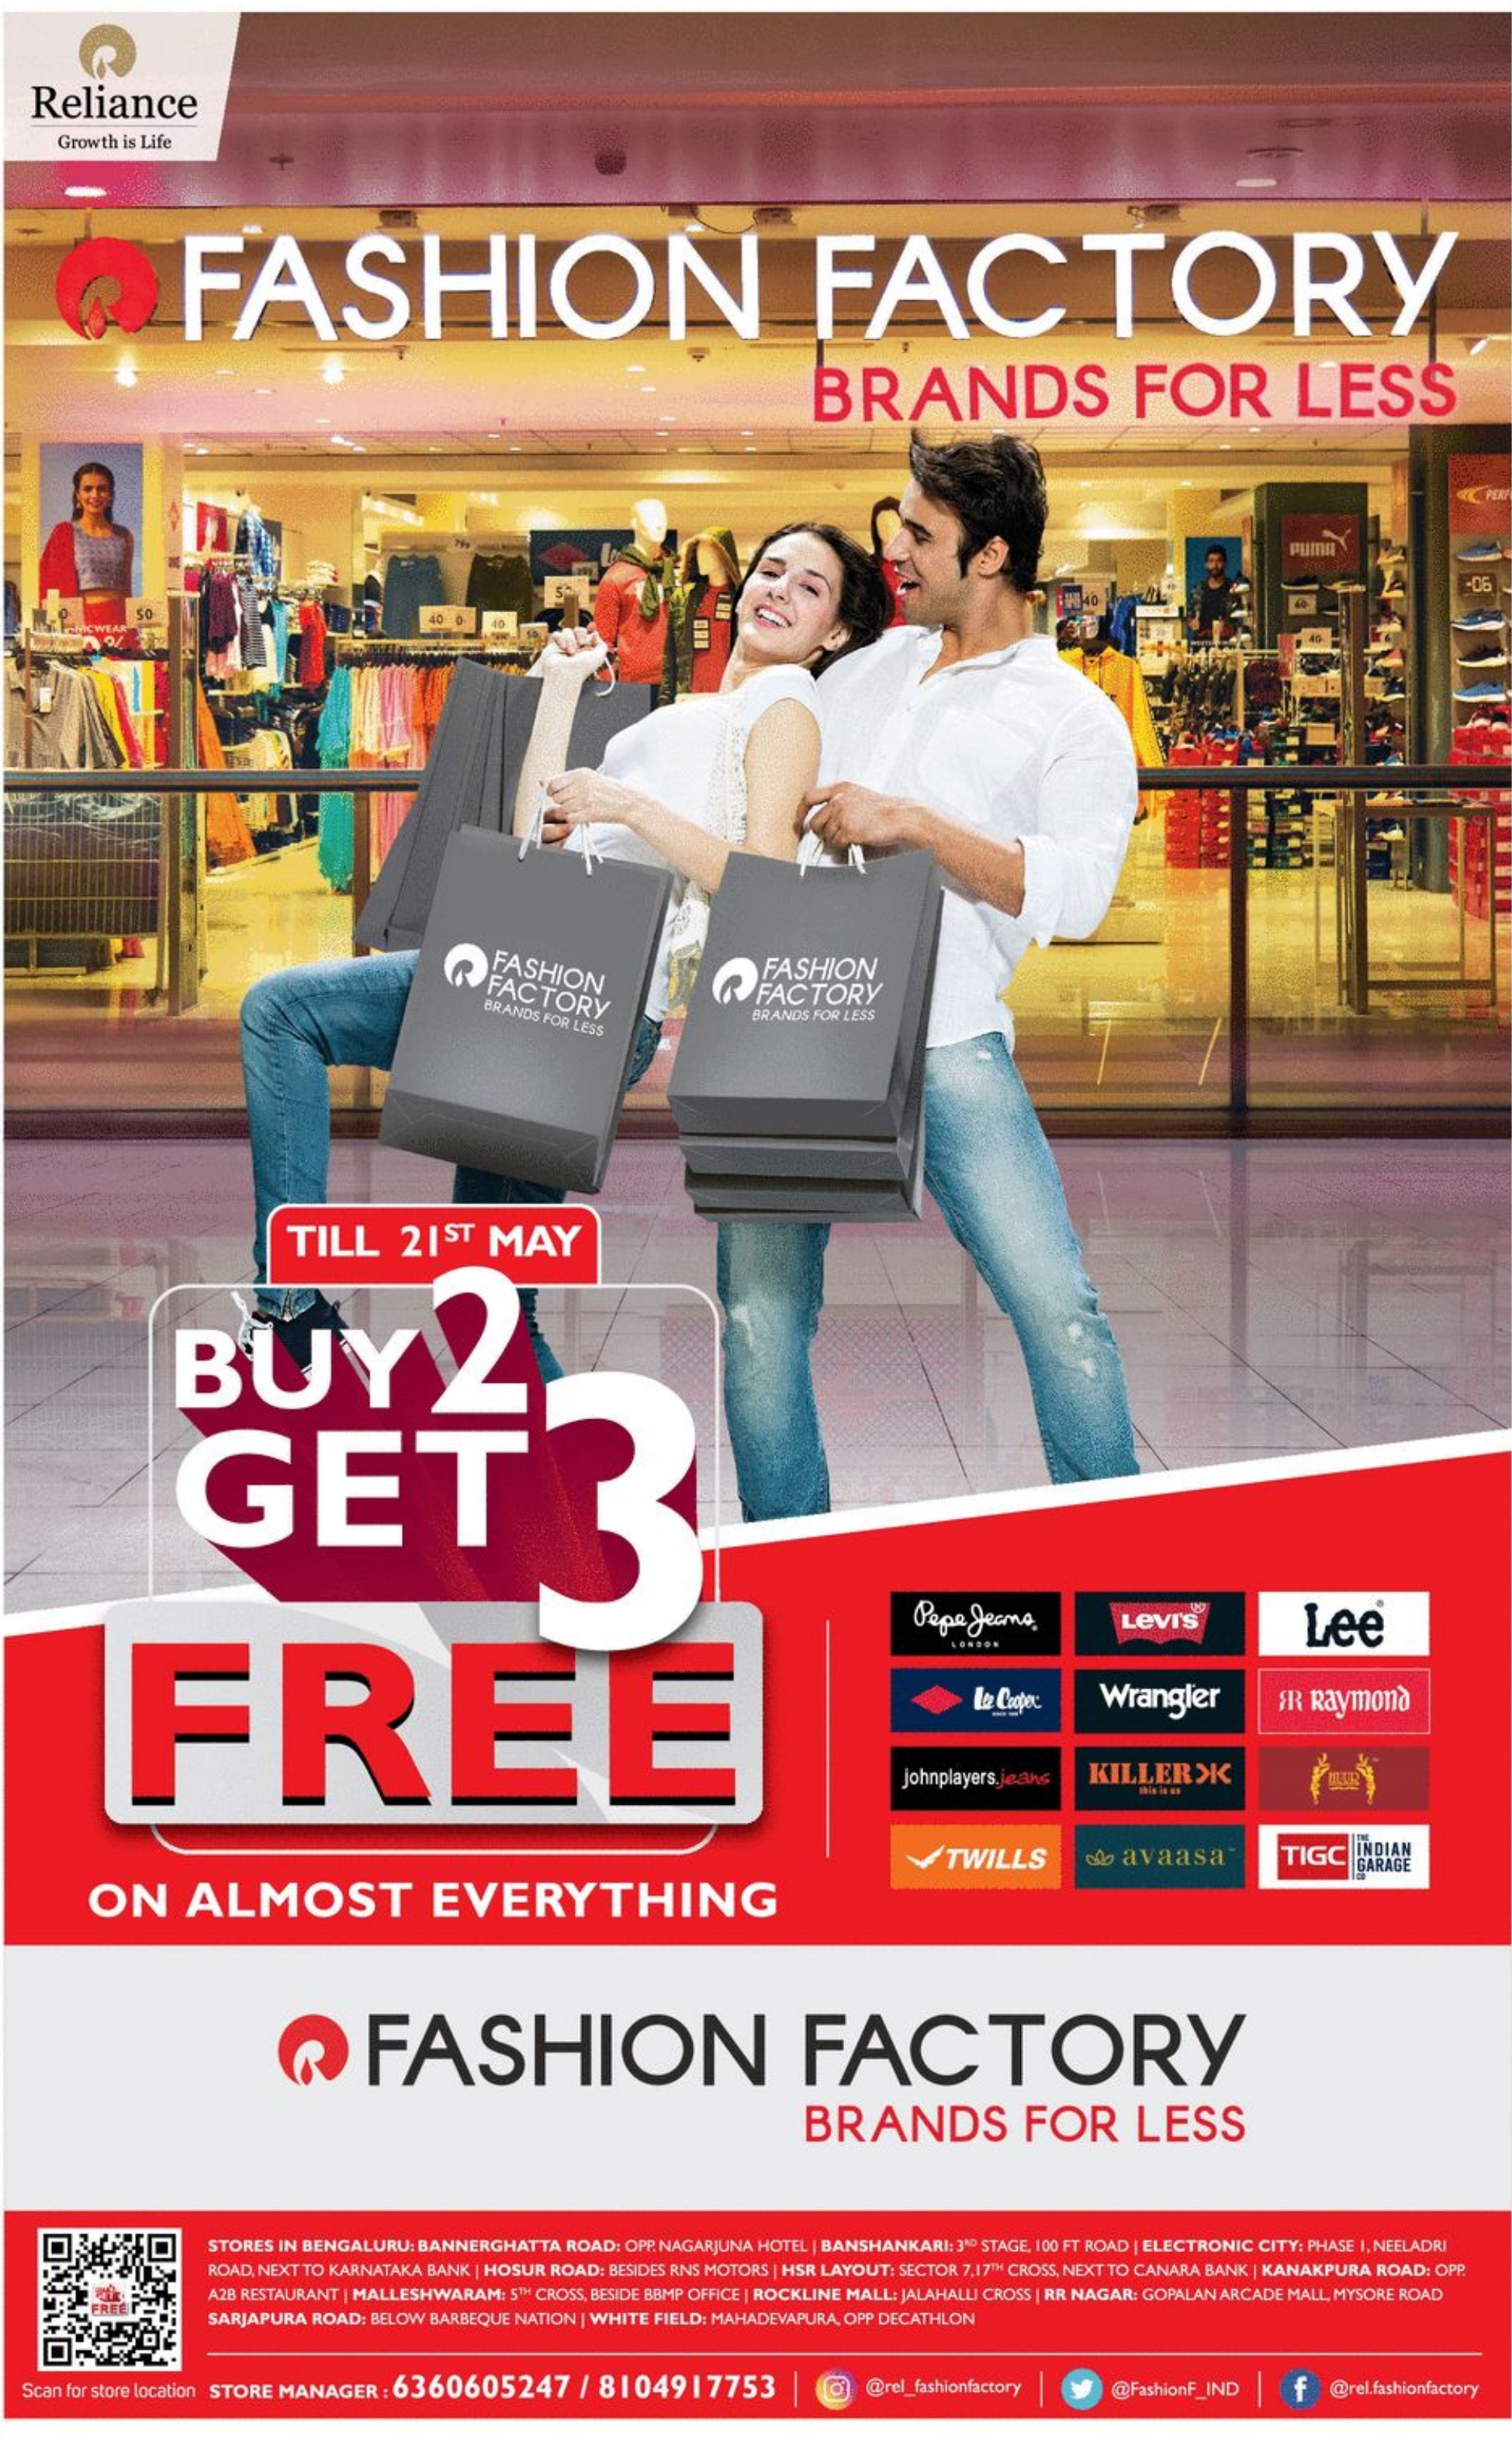 Reliance
Growth is Life
FASHION FACTORY
BRANDS FOR LESS
PUMA
FASHION
FACTORY
BRANDS FOR LESS
FASHION
FACTORY
BRANDS FOR LESS
TILL 21ST MAY
BUY 2
GET 3
FREE
ON ALMOST EVERYTHING
Pepe Jeans
LONDON
LEVI'S
Lee
Lee Cooper
Wrangler
Raymond
johnplayers.jeans
KILLER
this is us
HUUR
TWILLS
avaasa
TIGC THE INDIAN GARAGE CO
FASHION FACTORY
BRANDS FOR LESS
STORES IN BENGALURU: BANNERGHATTA ROAD: OPP. NAGARJUNA HOTEL | BANSHANKARI: 3RD STAGE, 100 FT ROAD | ELECTRONIC CITY: PHASE 1, NEELADRI
ROAD, NEXT TO KARNATAKA BANK | HOSUR ROAD: BESIDES RNS MOTORS | HSR LAYOUT: SECTOR 7,17TH CROSS, NEXT TO CANARA BANK | KANAKPURA ROAD: OPP.
A2B RESTAURANT | MALLESHWARAM: 5TH CROSS, BESIDE BBMP OFFICE | ROCKLINE MALL: JALAHALLI CROSS | RR NAGAR: GOPALAN ARCADE MALL, MYSORE ROAD
SARJAPURA ROAD: BELOW BARBEQUE NATION | WHITE FIELD: MAHADEVAPURA, OPP DECATHLON
FREE
Scan for store location
STORE MANAGER : 6360605247 / 8104917753 | @rel_fashionfactory | @FashionF_IND | @rel.fashionfactory